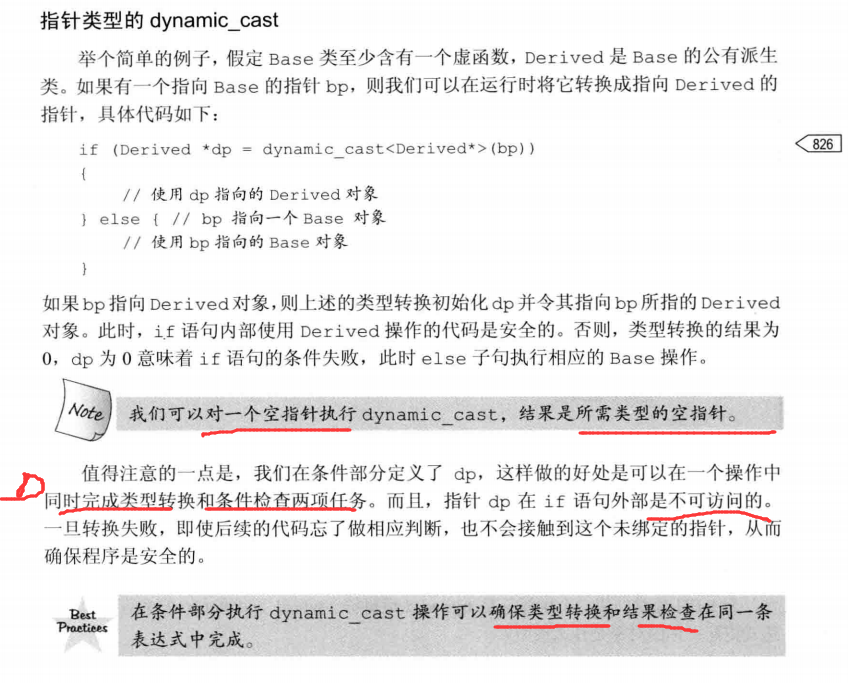 指针类型的 dynamic_cast
举个简单的例子，假定 Base 类至少含有一个虚函数，Derived 是 Base 的公有派生
类。如果有一个指向 Base 的指针 bp，则我们可以在运行时将它转换成指向 Derived 的
指针，具体代码如下：
if (Derived *dp = dynamic_cast<Derived*>(bp))
826
{
// 使用 dp 指向的 Derived 对象
} else { // bp 指向一个 Base 对象
// 使用 bp 指向的 Base 对象
}
如果 bp 指向 Derived 对象，则上述的类型转换初始化 dp 并令其指向 bp 所指的 Derived
对象。此时，if 语句内部使用 Derived 操作的代码是安全的。否则，类型转换的结果为
0，dp 为 0 意味着 if 语句的条件失败，此时 else 子句执行相应的 Base 操作。
Note
我们可以对一个空指针执行 dynamic_cast，结果是所需类型的空指针。
值得注意的一点是，我们在条件部分定义了 dp，这样做的好处是可以在一个操作中
同时完成类型转换和条件检查两项任务。而且，指针 dp 在 if 语句外部是不可访问的。
一旦转换失败，即使后续的代码忘了做相应判断，也不会接触到这个未绑定的指针，从而
确保程序是安全的。
Best
Practices
在条件部分执行 dynamic_cast 操作可以确保类型转换和结果检查在同一条
表达式中完成。